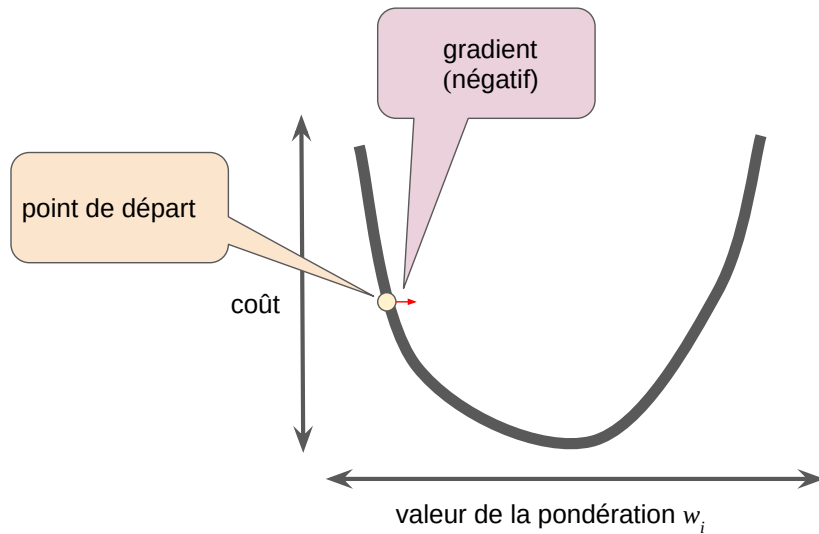 gradient
(négatif)
point de départ
coût
valeur de la pondération w_i